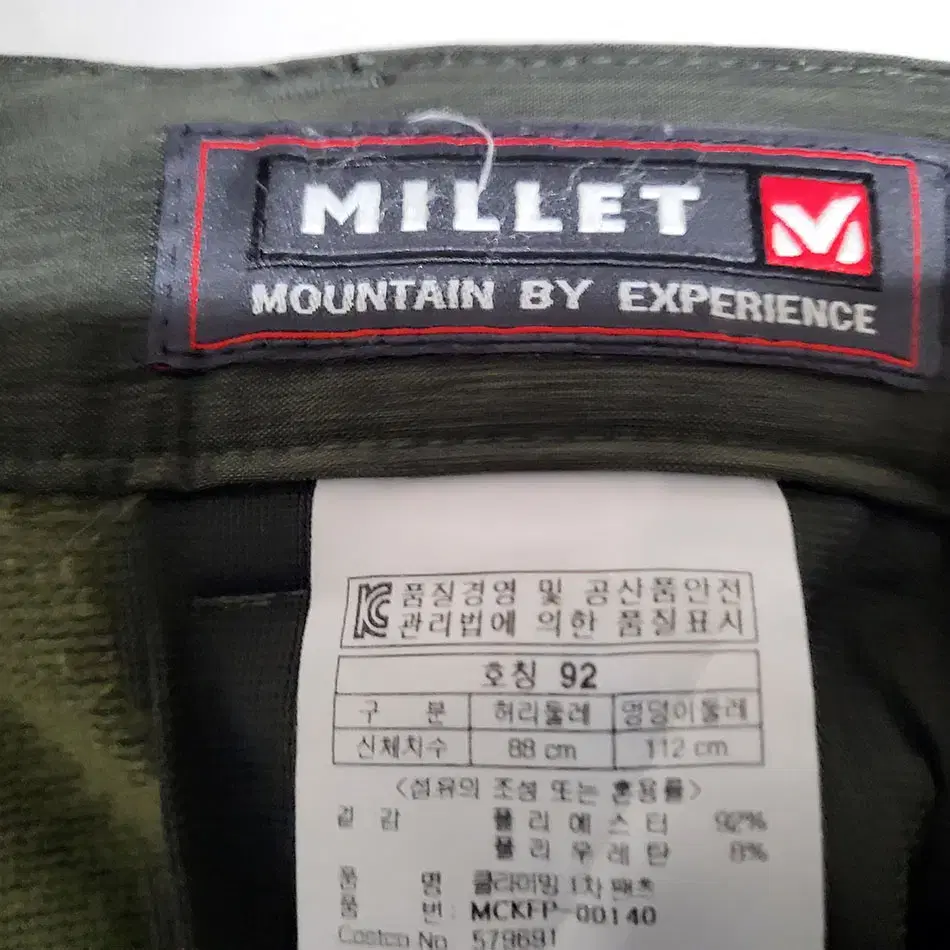 MILLET
MOUNTAIN BY EXPERIENCE
품질경영 및 공산품안전
관리법에 의한 품질표시
호칭 92
구 분 허리둘레 엉덩이둘레
신체치수 88 cm 112 cm
<섬유의 조성 또는 혼용률>
겉 감 폴 리 에 스 터 92%
폴 리 우 레 탄 8%
품 명 클라이밍 1차 팬츠
품 번: MCKFP-00140
Costco No 579691